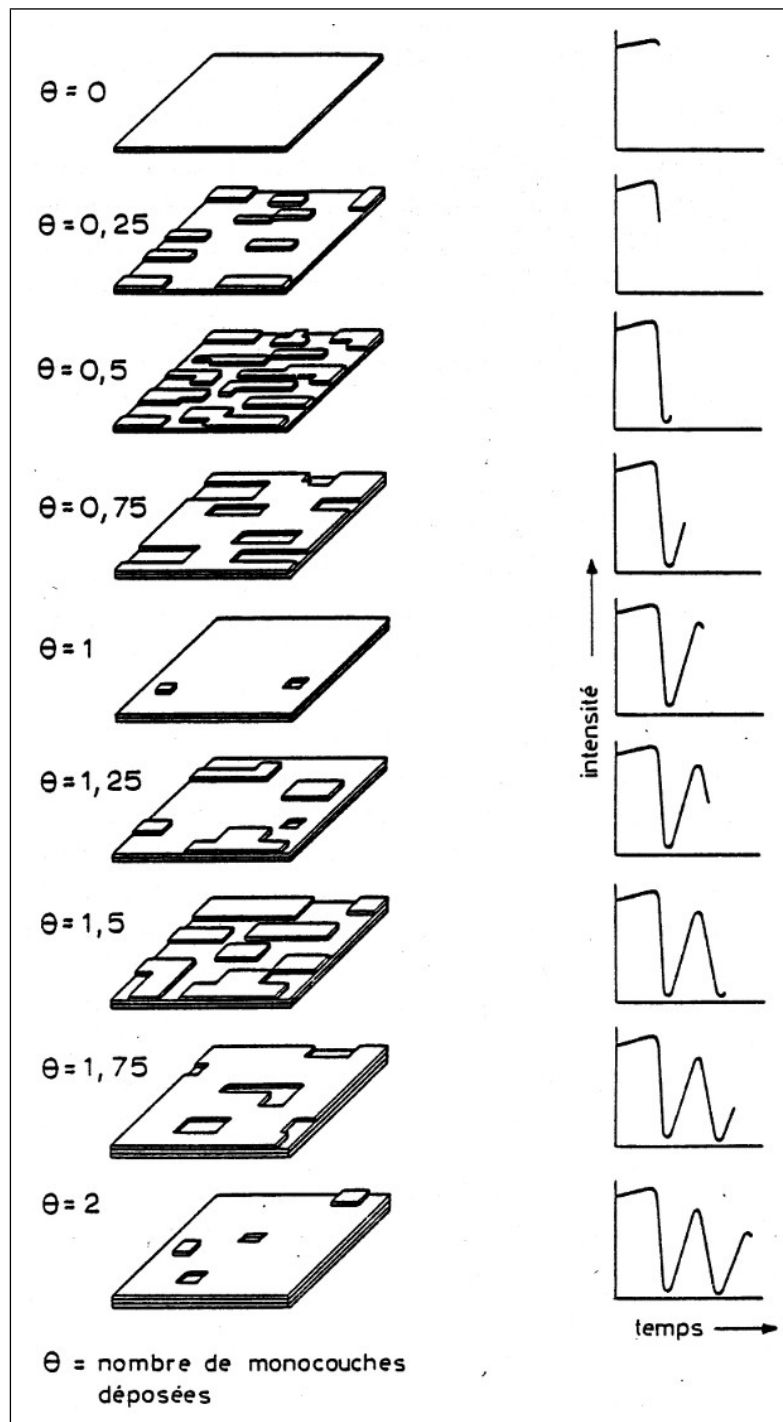 θ = 0
θ = 0,25
θ = 0,5
θ = 0,75
θ = 1
θ = 1,25
θ = 1,5
θ = 1,75
θ = 2
intensité
temps
θ = nombre de monocouches
déposées